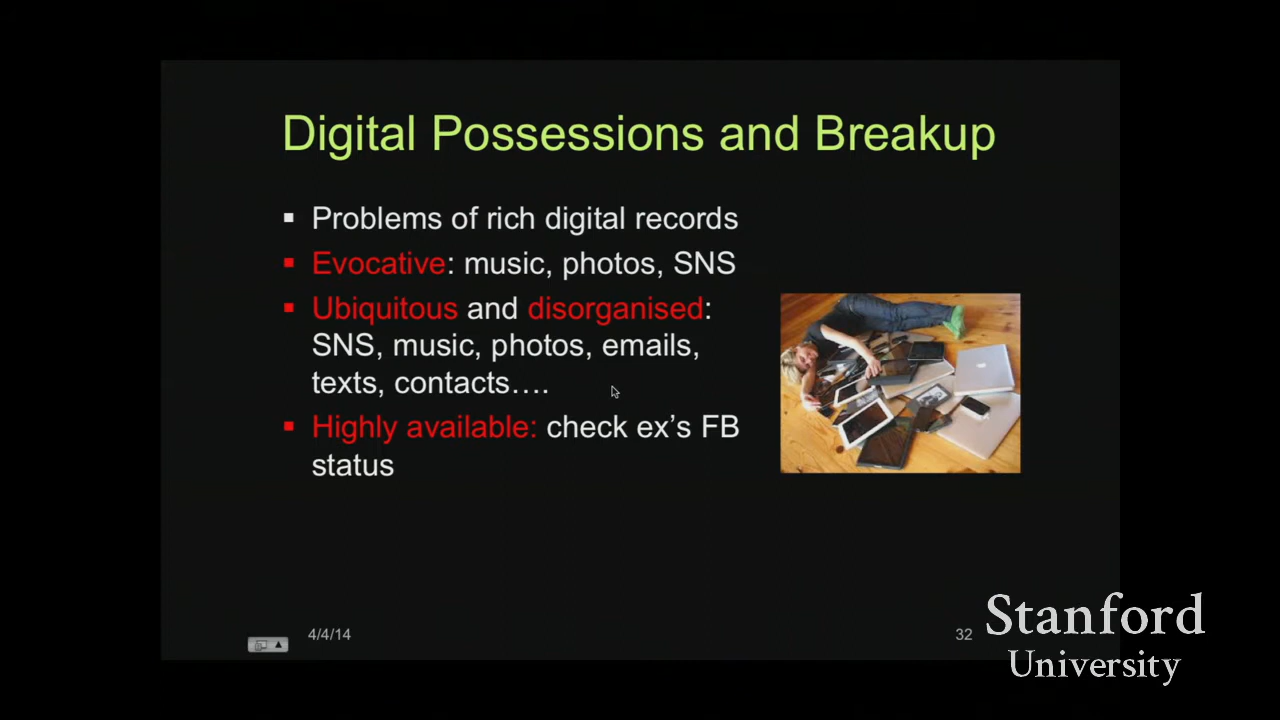 Digital Possessions and Breakup
▪ Problems of rich digital records
▪ Evocative: music, photos, SNS
▪ Ubiquitous and disorganised:
SNS, music, photos, emails,
texts, contacts….
▪ Highly available: check ex’s FB
status
4/4/14
32
Stanford
University